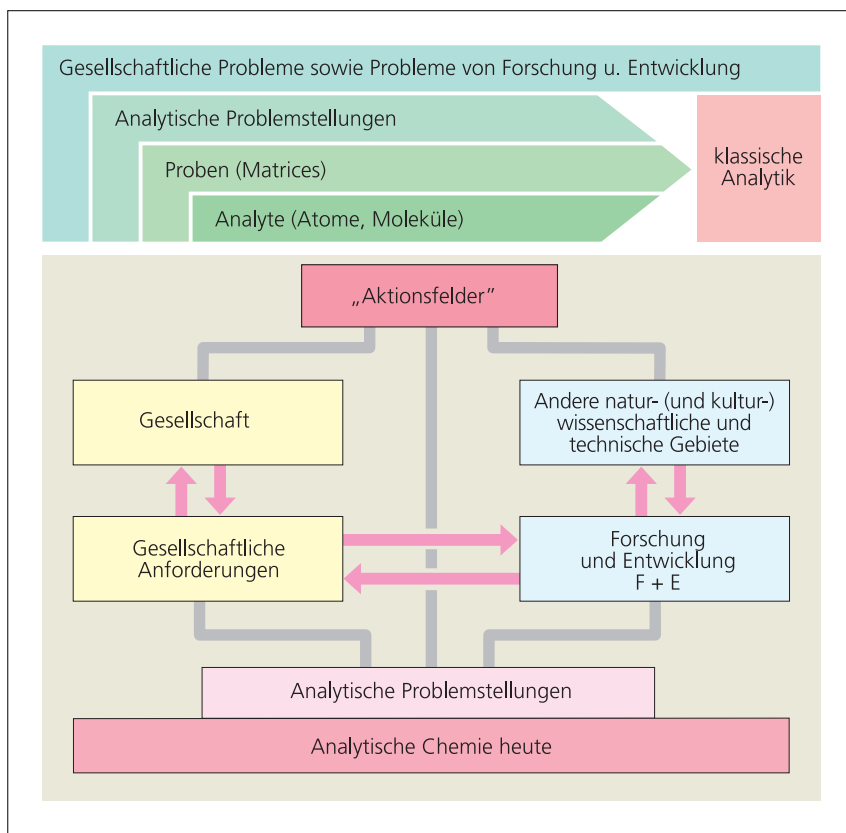 Gesellschaftliche Probleme sowie Probleme von Forschung u. Entwicklung
Analytische Problemstellungen
Proben (Matrices)
Analyte (Atome, Moleküle)
klassische
Analytik
„Aktionsfelder”
Gesellschaft
Andere natur- (und kultur-)
wissenschaftliche und
technische Gebiete
Gesellschaftliche
Anforderungen
Forschung
und Entwicklung
F + E
Analytische Problemstellungen
Analytische Chemie heute